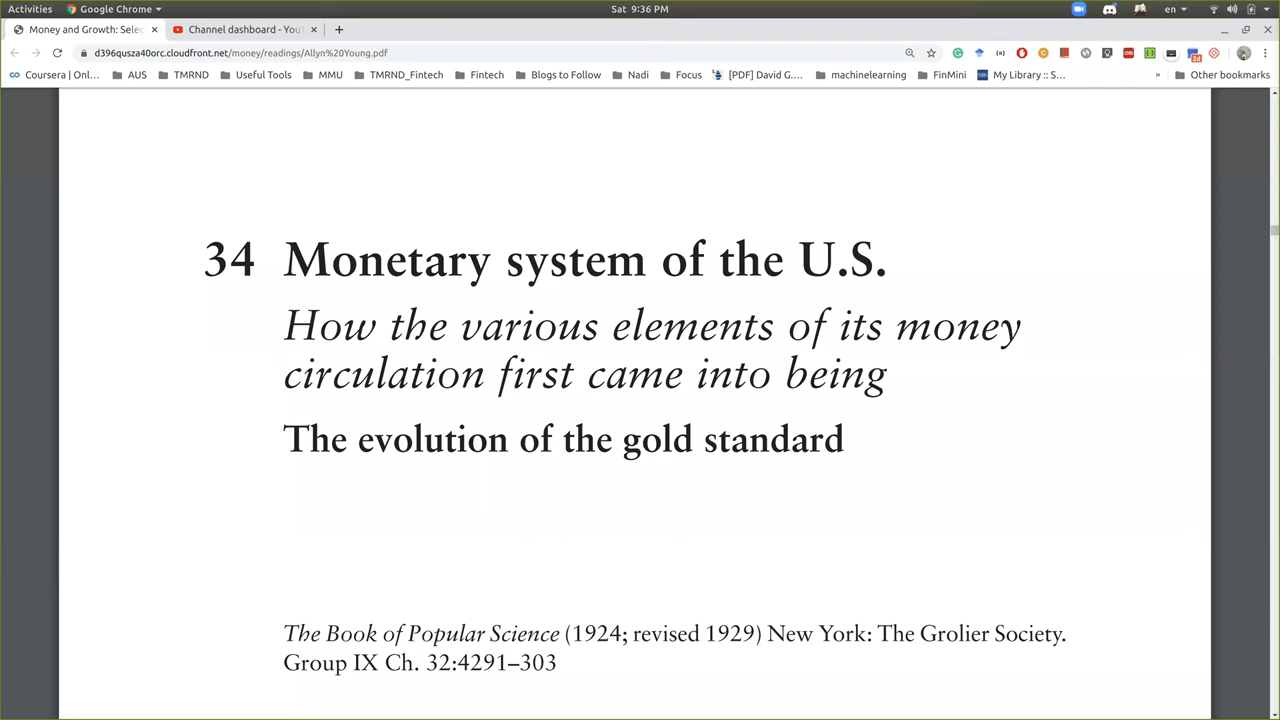 Activities
Google Chrome
Sat 9:36 PM
en
Money and Growth: Selec
Channel dashboard - YouT
d396qusza40orc.cloudfront.net/money/readings/Allyn%20Young.pdf
Coursera | Onl…
AUS
TMRND
Useful Tools
MMU
TMRND_Fintech
Fintech
Blogs to Follow
Nadi
Focus
[PDF] David G.…
machinelearning
FinMini
My Library :: S…
»
Other bookmarks
34 Monetary system of the U.S.
How the various elements of its money
circulation first came into being
The evolution of the gold standard
The Book of Popular Science (1924; revised 1929) New York: The Grolier Society.
Group IX Ch. 32:4291–303